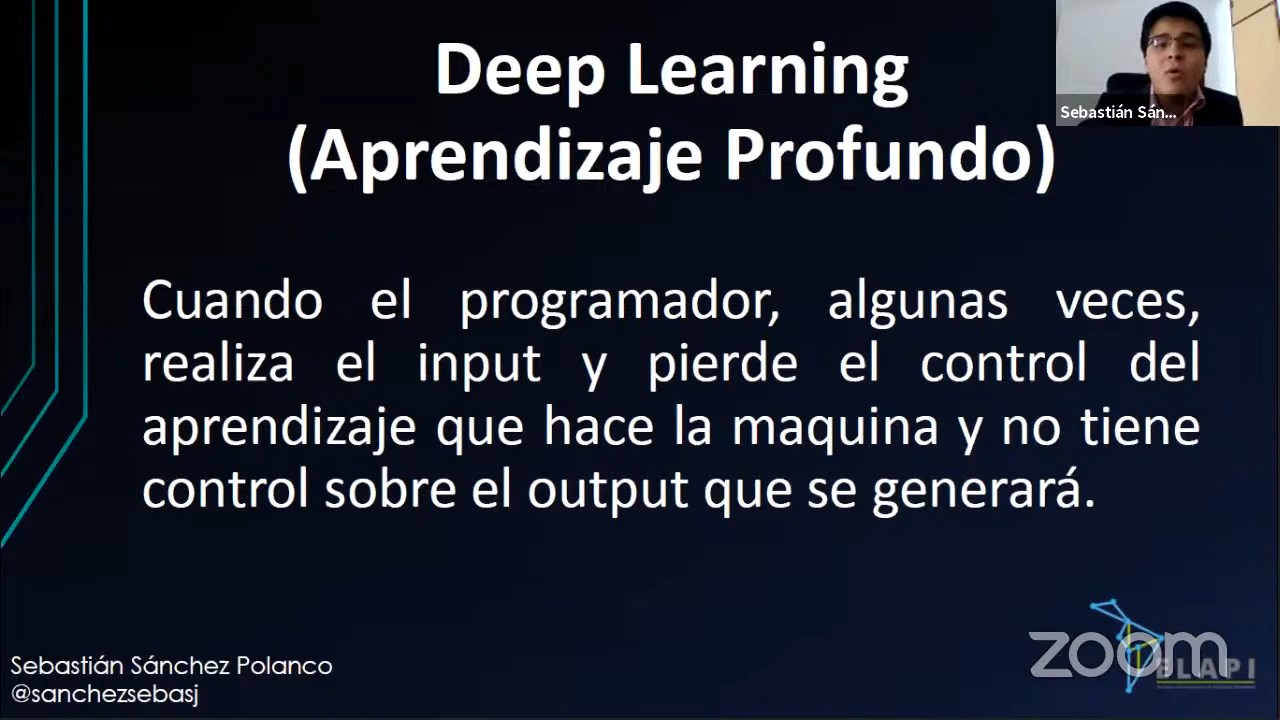 Deep Learning
(Aprendizaje Profundo)
Sebastián Sán...
Cuando el programador, algunas veces,
realiza el input y pierde el control del
aprendizaje que hace la maquina y no tiene
control sobre el output que se generará.
Sebastián Sánchez Polanco
@sanchezsebasj
zoom
ELAPI